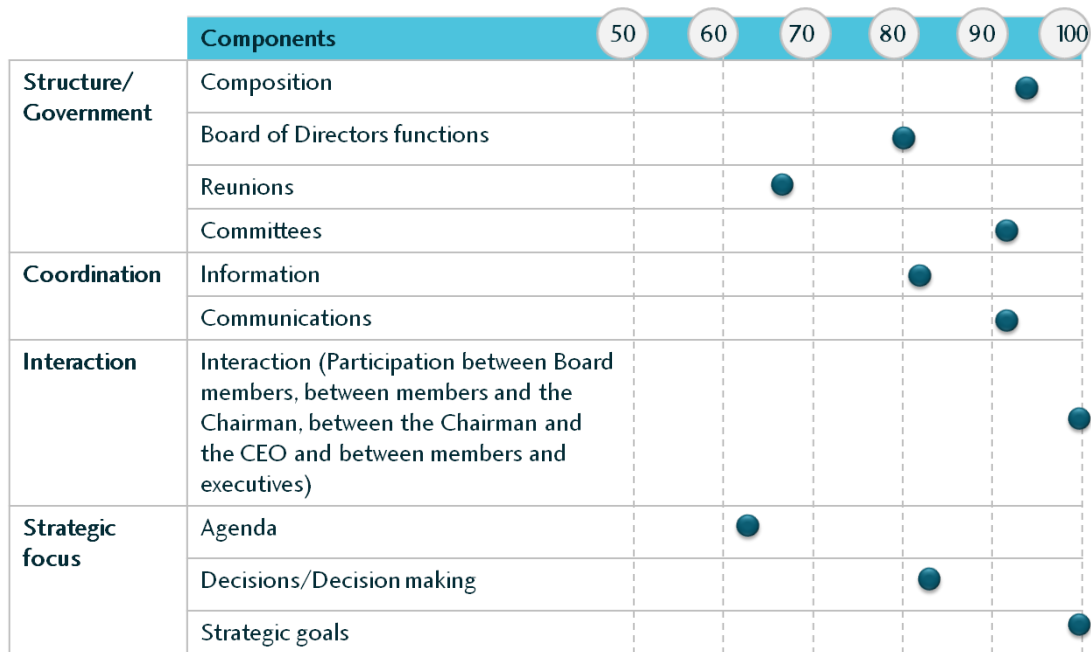 Components 50 60 70 80 90 100
Structure/
Government
Composition
Board of Directors functions
Reunions
Committees
Coordination
Information
Communications
Interaction
Interaction (Participation between Board
members, between members and the
Chairman, between the Chairman and
the CEO and between members and
executives)
Strategic
focus
Agenda
Decisions/Decision making
Strategic goals